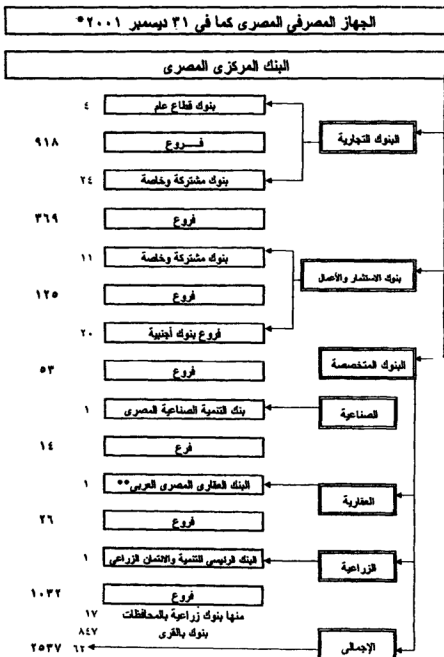 الجهاز المصرفي المصرى كما فى ٣١ ديسمبر ٢٠٠١*
البنك المركزى المصرى
بنوك قطاع عام ٤
البنوك التجارية
فــــروع ٩١٨
بنوك مشتركة وخاصة ٢٤
فروع ٣٦٩
بنوك مشتركة وخاصة ١١
بنوك الاستثمار والأعمال
فروع ١٢٥
فروع بنوك أجنبية ٢٠
البنوك المتخصصة
فروع ٥٣
الصناعية
بنك التنمية الصناعية المصرى ١
فرع ١٤
البنك العقارى المصرى العربى** ١
العقارية
فروع ٢٦
البنك الرئيسى للتنمية والائتمان الزراعى ١
الزراعية
فروع ١٠٣٢
منها بنوك زراعية بالمحافظات ١٧
بنوك بالقرى ٨٤٧
الإجمالى ٦٢ ٢٥٣٧